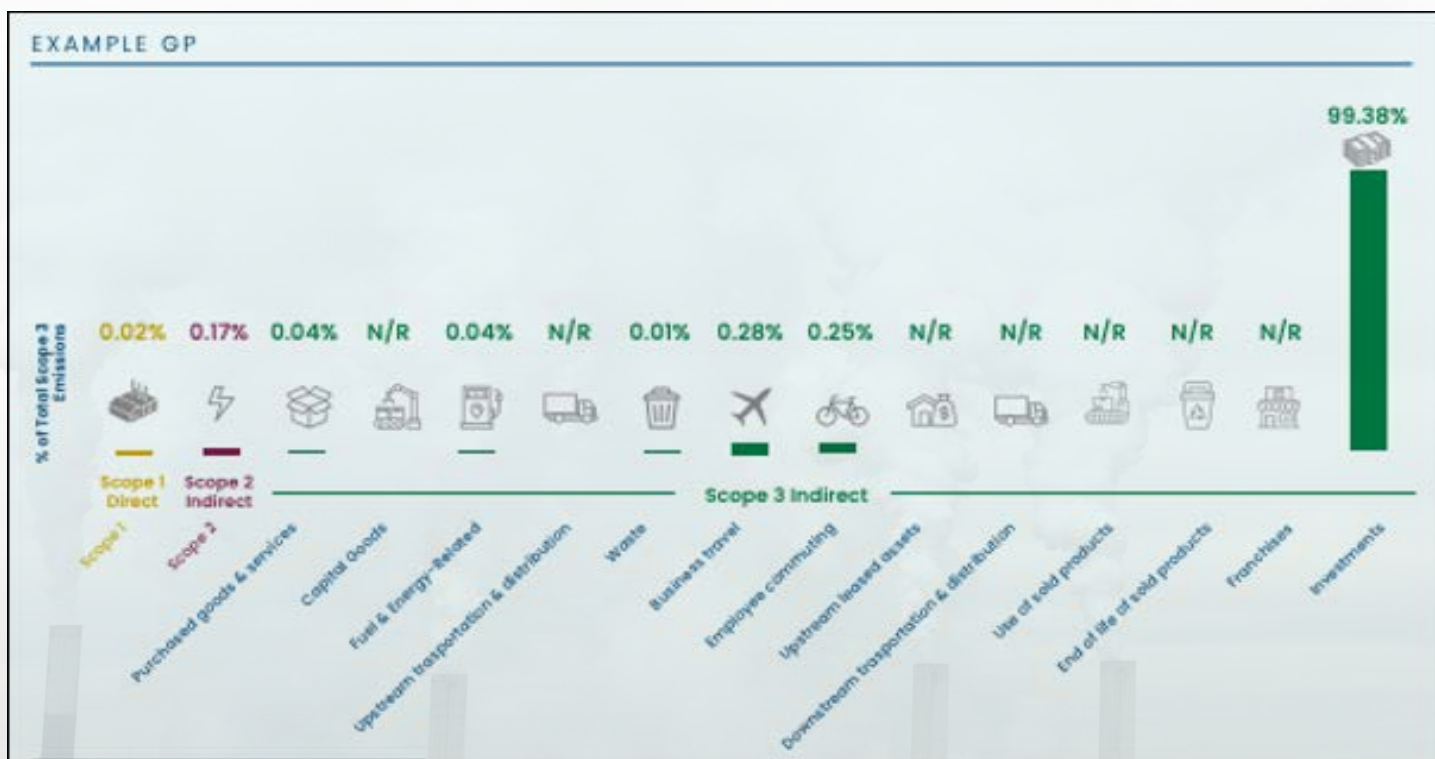 EXAMPLE GP
99.38%
% of Total Scope 3
Emissions
0.02%
0.17%
0.04%
N/R
0.04%
N/R
0.01%
0.28%
0.25%
N/R
N/R
N/R
N/R
N/R
$
Scope 1
Direct
Scope 2
Indirect
Scope 3 Indirect
Scope 1
Scope 2
Purchased goods & services
Capital Goods
Fuel & Energy-Related
Upstream trasportation & distribution
Waste
Business travel
Employee commuting
Upstream leased assets
Downstream trasportation & distribution
Use of sold products
End of life of sold products
Franchises
Investments